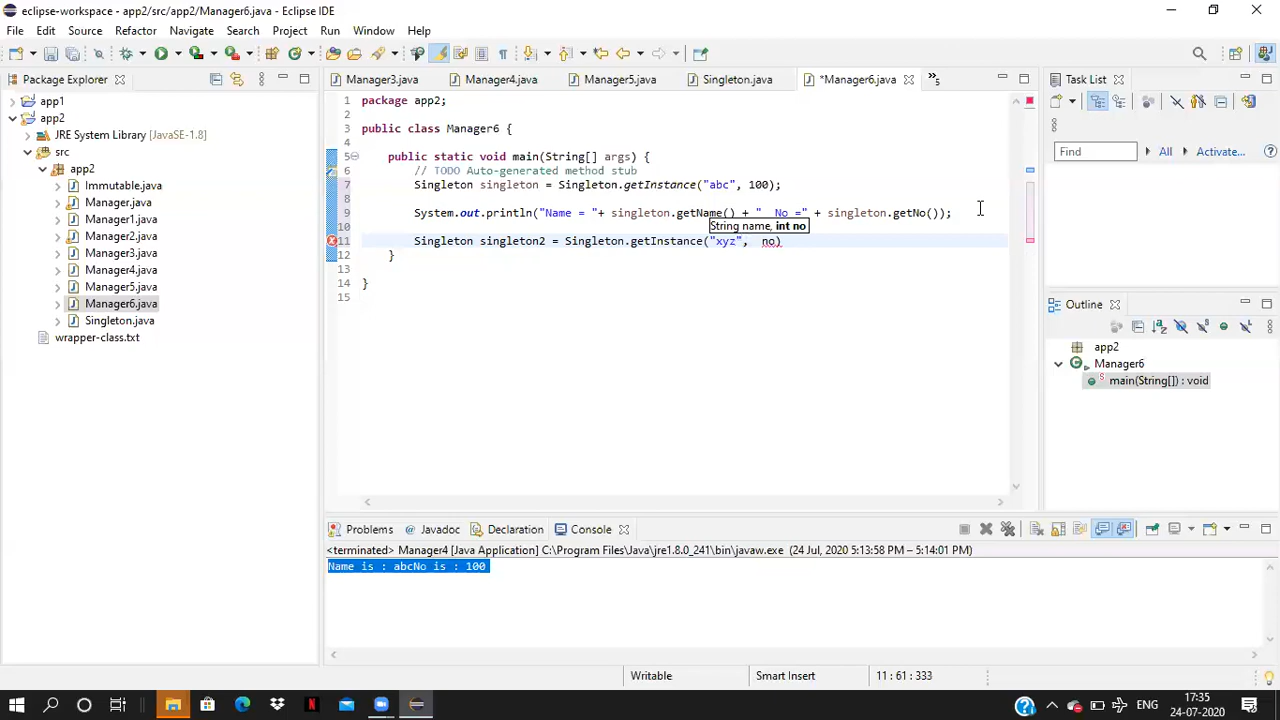 eclipse-workspace - app2/src/app2/Manager6.java - Eclipse IDE
File Edit Source Refactor Navigate Search Project Run Window Help
Package Explorer
Manager3.java Manager4.java Manager5.java Singleton.java *Manager6.java »5
Task List
app1
app2
JRE System Library [JavaSE-1.8]
src
app2
Immutable.java
Manager.java
Manager1.java
Manager2.java
Manager3.java
Manager4.java
Manager5.java
Manager6.java
Singleton.java
wrapper-class.txt
1 package app2;
2
3 public class Manager6 {
4
5 public static void main(String[] args) {
6 // TODO Auto-generated method stub
7 Singleton singleton = Singleton.getInstance("abc", 100);
8
9 System.out.println("Name = "+ singleton.getName() + "  No =" + singleton.getNo());
String name, int no
10
11 Singleton singleton2 = Singleton.getInstance("xyz",  no)
12 }
13
14 }
15
Find All Activate...
Outline
app2
Manager6
main(String[]) : void
Problems Javadoc Declaration Console
<terminated> Manager4 [Java Application] C:\Program Files\Java\jre1.8.0_241\bin\javaw.exe (24 Jul, 2020 5:13:58 PM – 5:14:01 PM)
Name is : abcNo is : 100
Writable Smart Insert 11 : 61 : 333
ENG
17:35
24-07-2020